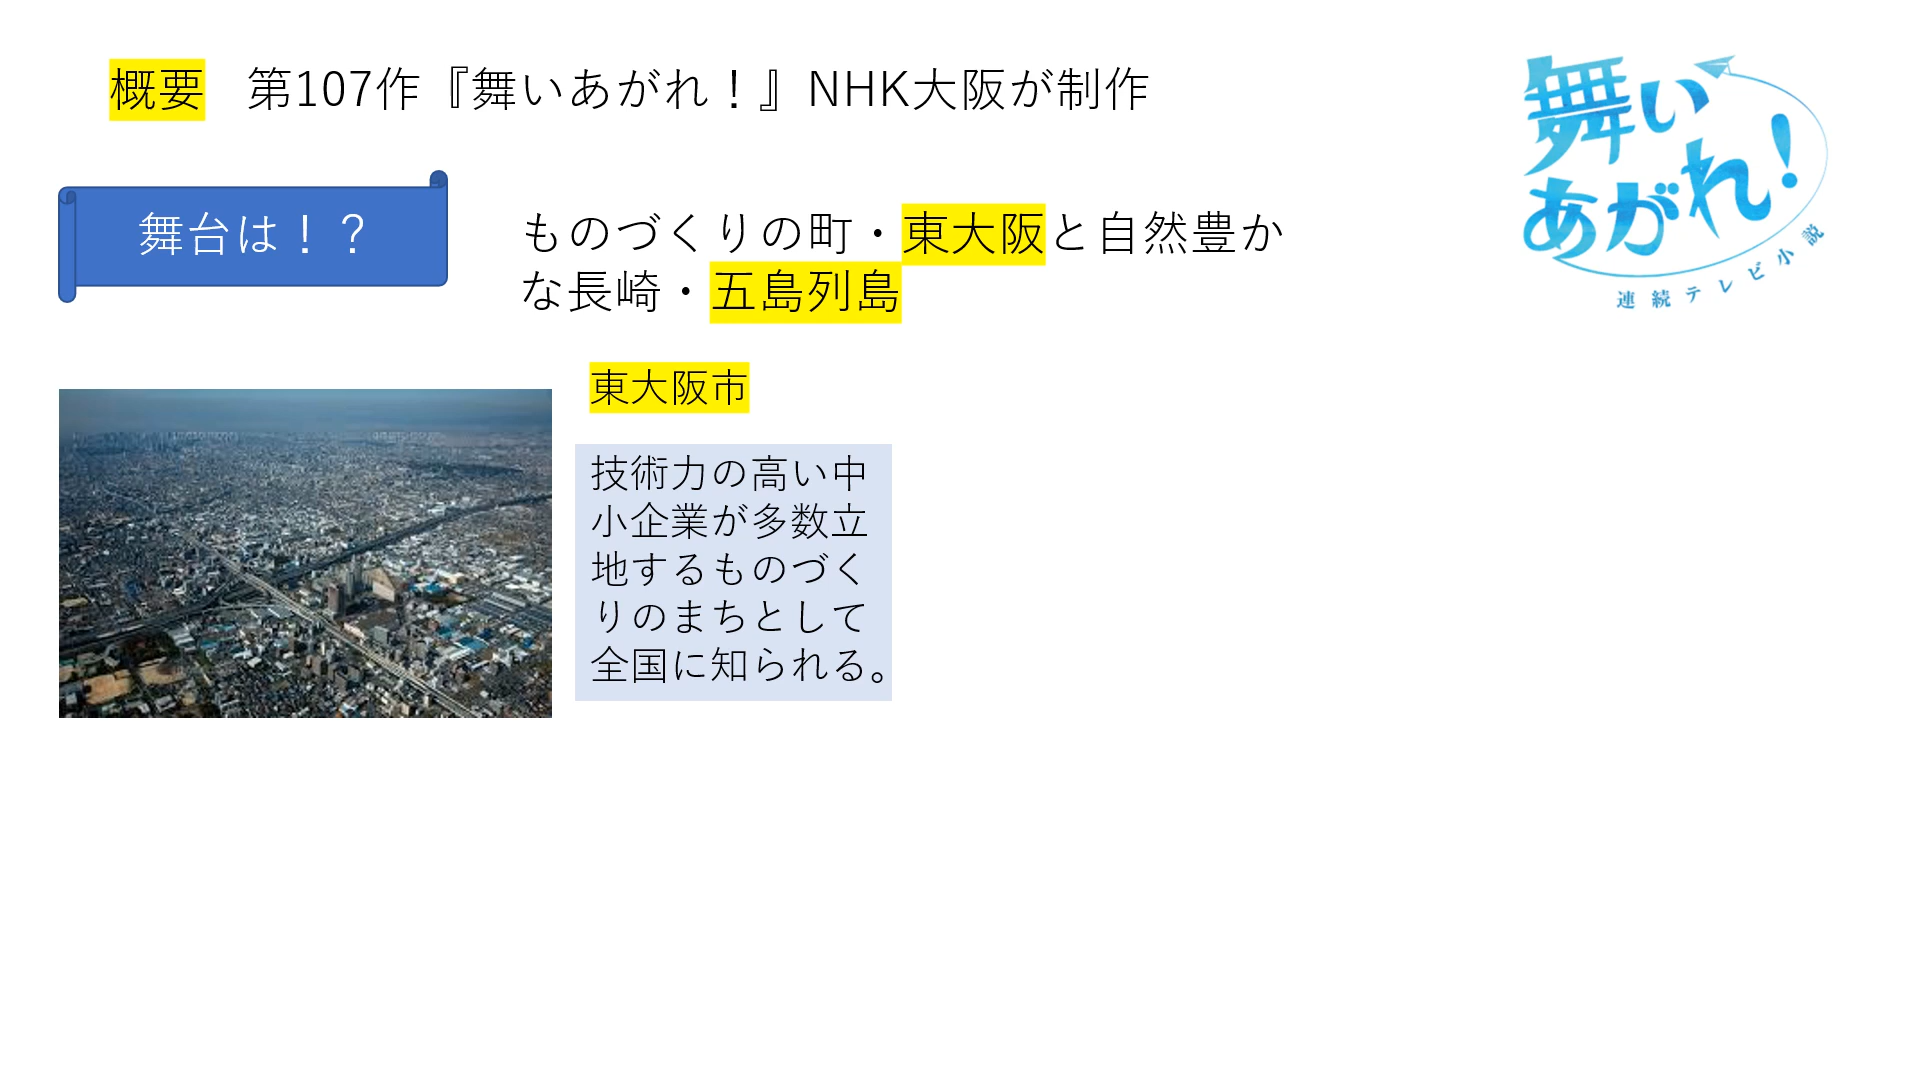 概要　第107作『舞いあがれ！』NHK大阪が制作
舞いあがれ！
連続テレビ小説
舞台は！？
ものづくりの町・東大阪と自然豊か
な長崎・五島列島
東大阪市
技術力の高い中
小企業が多数立
地するものづく
りのまちとして
全国に知られる。